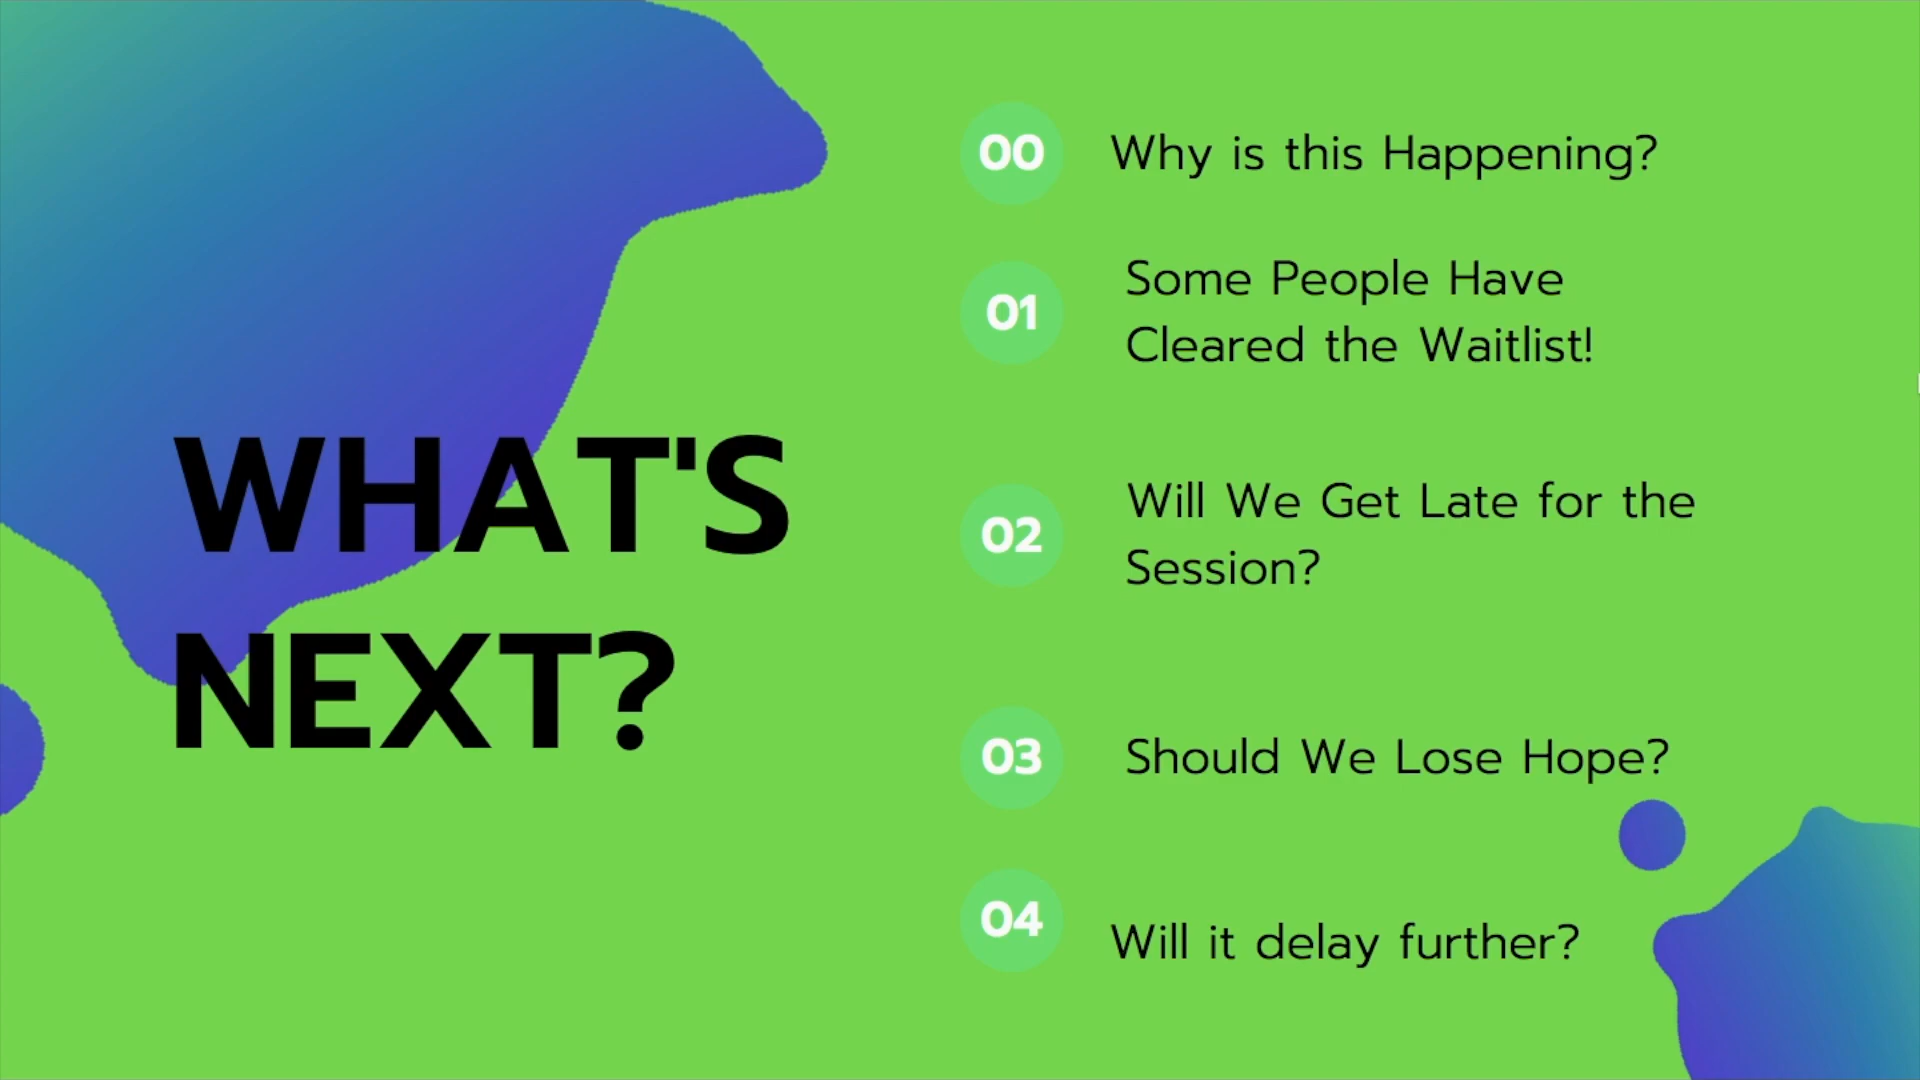 WHAT'S
NEXT?
00 Why is this Happening?
01 Some People Have
Cleared the Waitlist!
02 Will We Get Late for the
Session?
03 Should We Lose Hope?
04 Will it delay further?